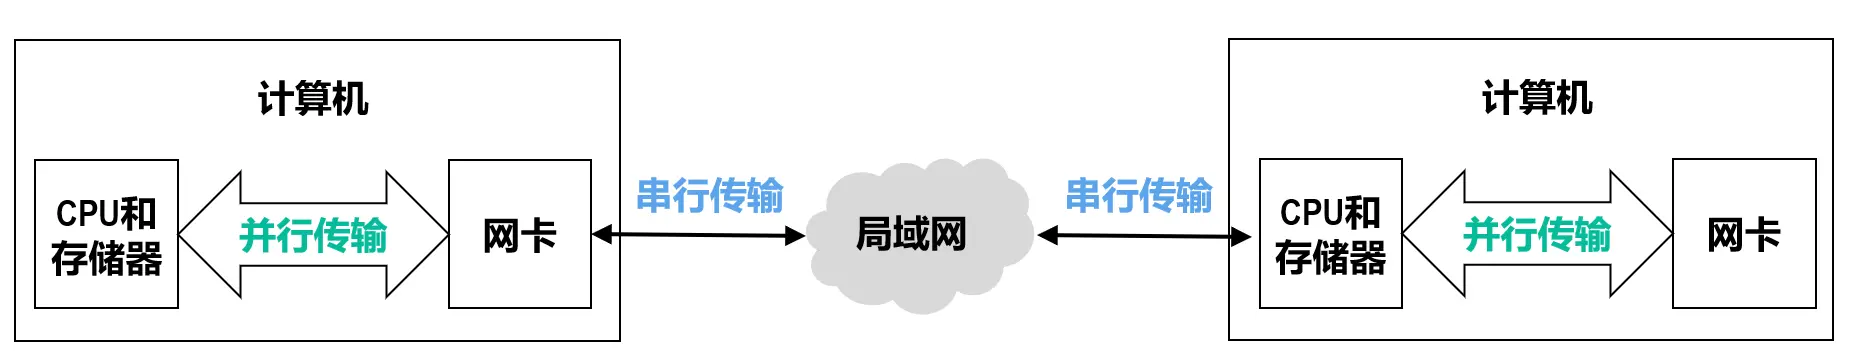 计算机
CPU和
存储器
并行传输
网卡
串行传输
局域网
串行传输
计算机
CPU和
存储器
并行传输
网卡